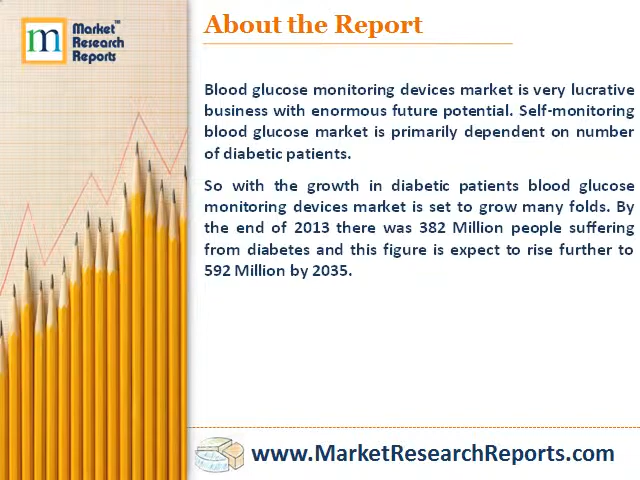 Market™
Research
Reports
About the Report
Blood glucose monitoring devices market is very lucrative
business with enormous future potential. Self-monitoring
blood glucose market is primarily dependent on number
of diabetic patients.
So with the growth in diabetic patients blood glucose
monitoring devices market is set to grow many folds. By
the end of 2013 there was 382 Million people suffering
from diabetes and this figure is expect to rise further to
592 Million by 2035.
www.MarketResearchReports.com